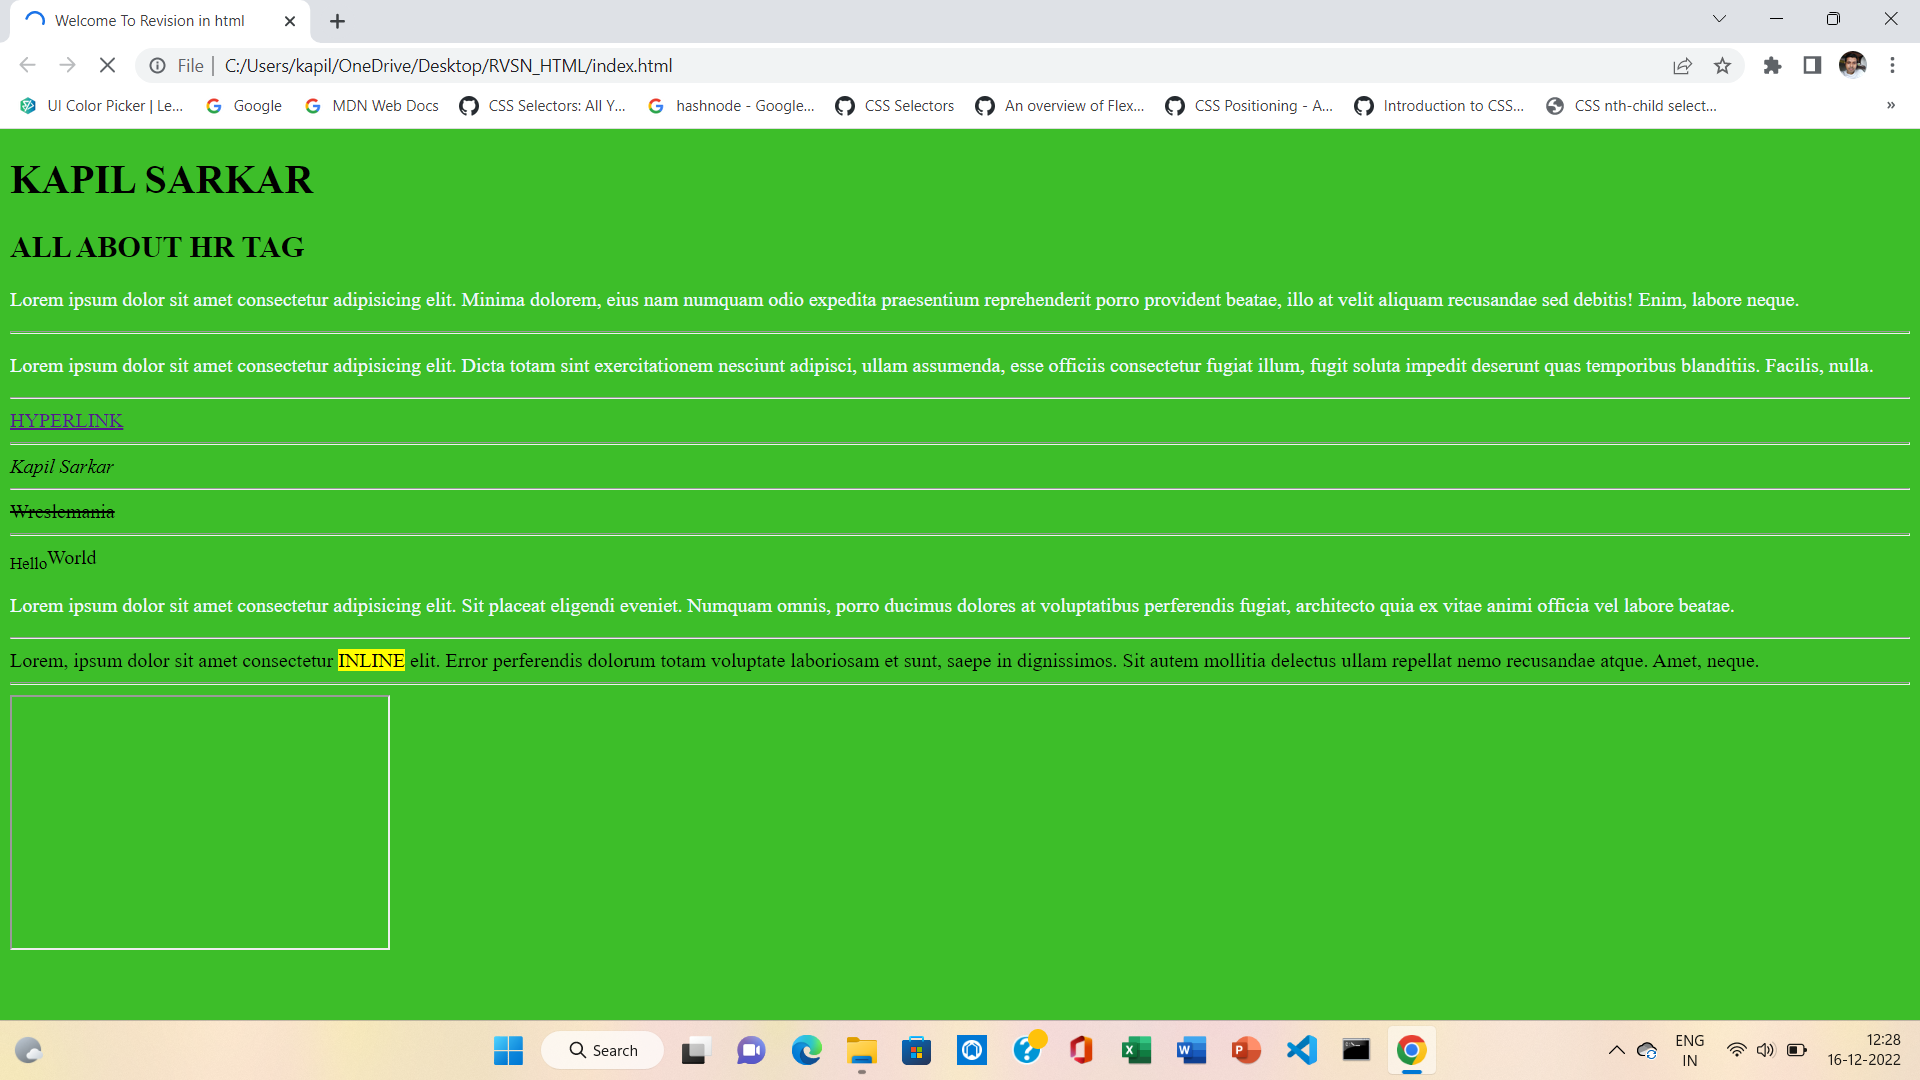 Welcome To Revision in html
File
C:/Users/kapil/OneDrive/Desktop/RVSN_HTML/index.html
UI Color Picker | Le...
Google
MDN Web Docs
CSS Selectors: All Y...
hashnode - Google...
CSS Selectors
An overview of Flex...
CSS Positioning - A...
Introduction to CSS...
CSS nth-child select...
»
KAPIL SARKAR
ALL ABOUT HR TAG
Lorem ipsum dolor sit amet consectetur adipisicing elit. Minima dolorem, eius nam numquam odio expedita praesentium reprehenderit porro provident beatae, illo at velit aliquam recusandae sed debitis! Enim, labore neque.
Lorem ipsum dolor sit amet consectetur adipisicing elit. Dicta totam sint exercitationem nesciunt adipisci, ullam assumenda, esse officiis consectetur fugiat illum, fugit soluta impedit deserunt quas temporibus blanditiis. Facilis, nulla.
HYPERLINK
Kapil Sarkar
Wreslemania
HelloWorld
Lorem ipsum dolor sit amet consectetur adipisicing elit. Sit placeat eligendi eveniet. Numquam omnis, porro ducimus dolores at voluptatibus perferendis fugiat, architecto quia ex vitae animi officia vel labore beatae.
Lorem, ipsum dolor sit amet consectetur INLINE elit. Error perferendis dolorum totam voluptate laboriosam et sunt, saepe in dignissimos. Sit autem mollitia delectus ullam repellat nemo recusandae atque. Amet, neque.
Search
ENG
IN
12:28
16-12-2022